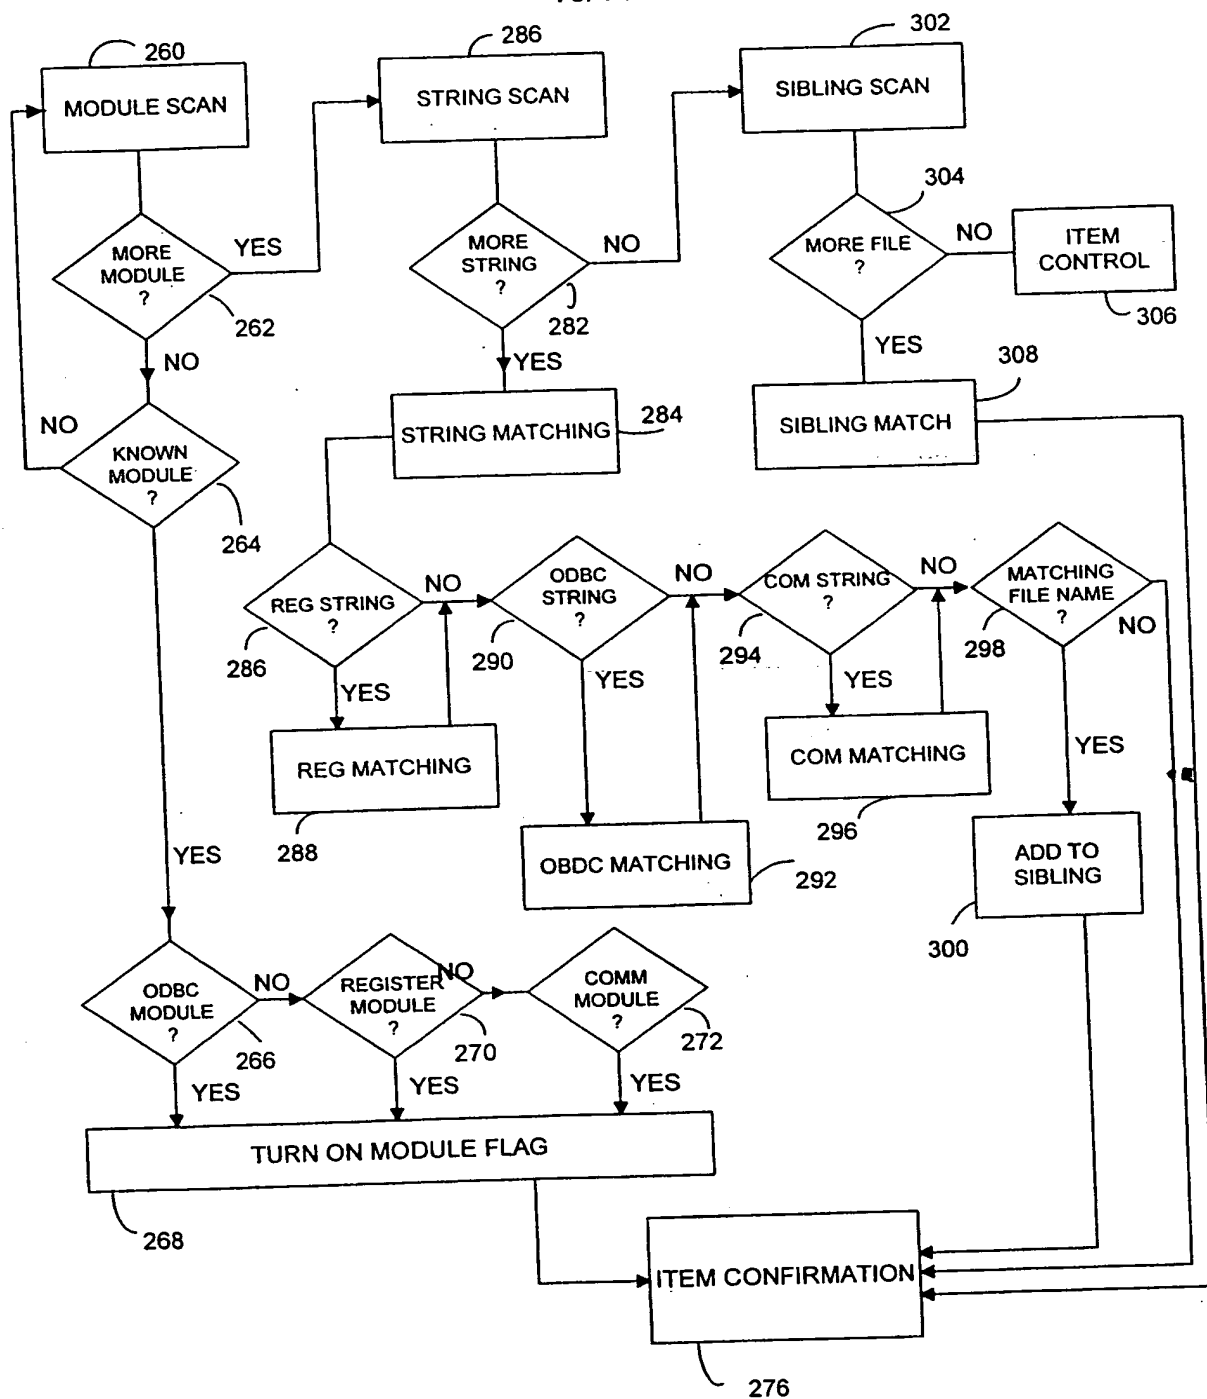 260
MODULE SCAN
286
STRING SCAN
302
SIBLING SCAN
MORE
MODULE
?
YES
262
NO
MORE
STRING
?
NO
282
YES
304
MORE FILE
?
NO
ITEM
CONTROL
306
YES
308
NO
KNOWN
MODULE
?
264
STRING MATCHING
284
SIBLING MATCH
REG STRING
?
NO
286
YES
ODBC
STRING
?
NO
290
YES
COM STRING
?
NO
294
YES
MATCHING
FILE NAME
?
NO
298
YES
REG MATCHING
288
COM MATCHING
296
YES
OBDC MATCHING
292
ADD TO
SIBLING
300
ODBC
MODULE
?
NO
266
YES
REGISTER
MODULE
?
NO
270
YES
COMM
MODULE
?
272
YES
TURN ON MODULE FLAG
268
ITEM CONFIRMATION
276